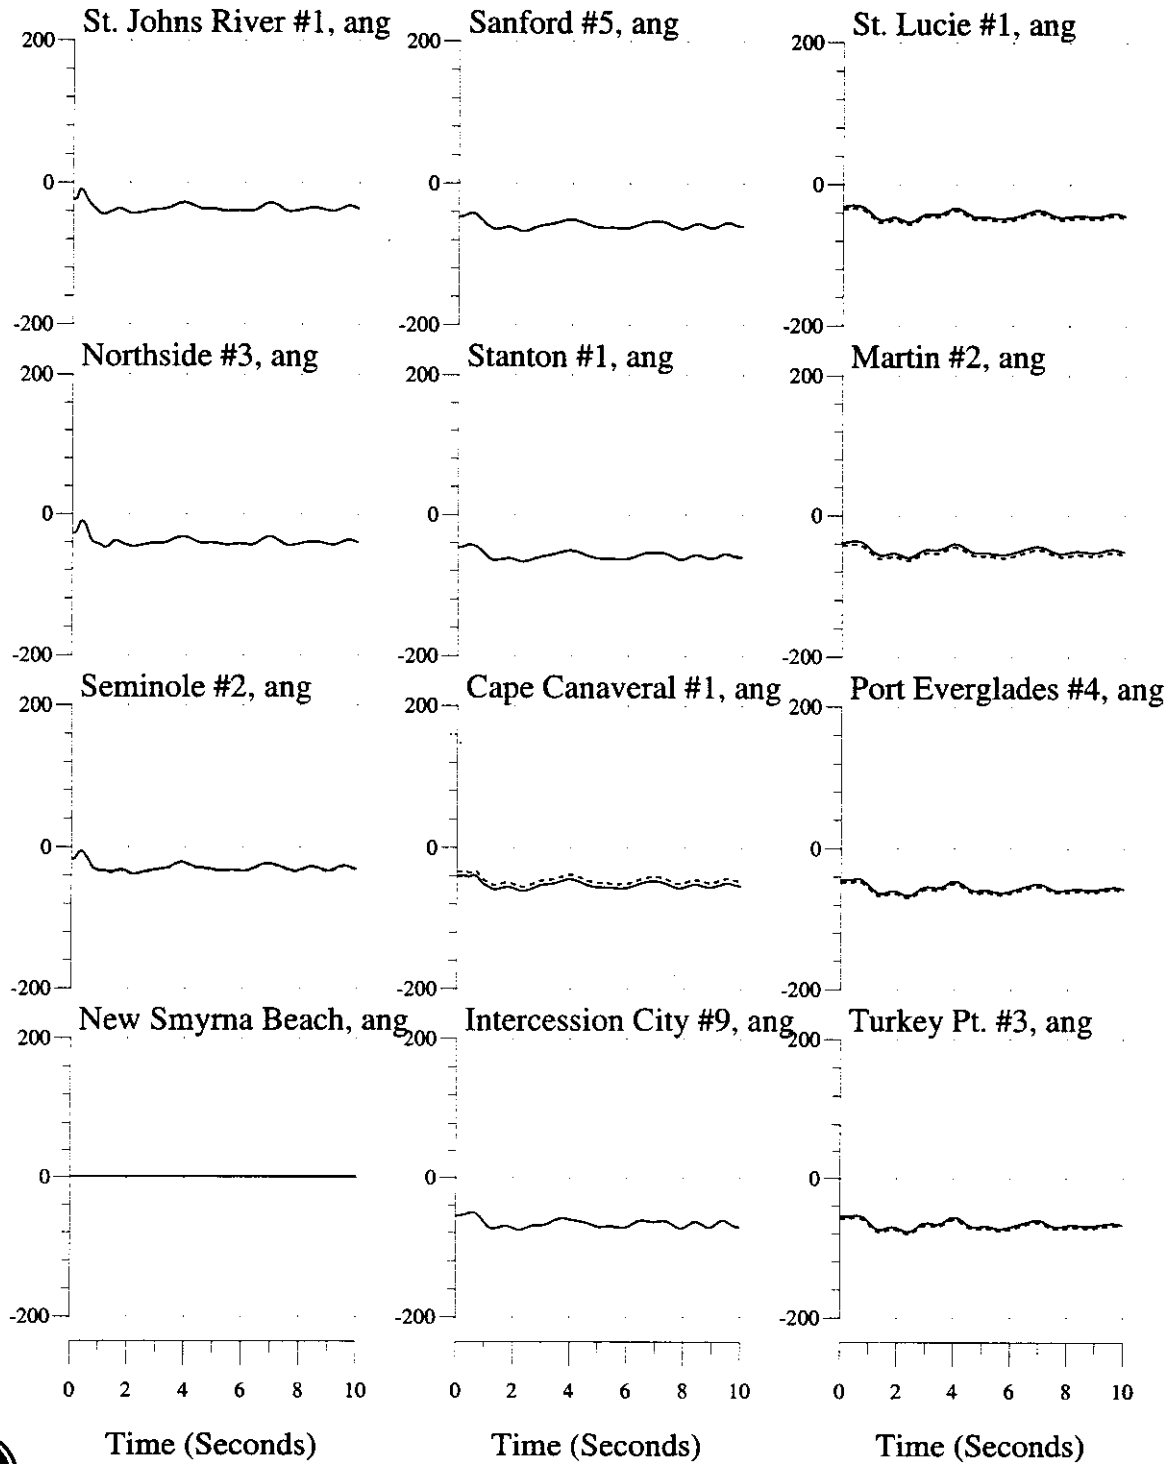 St. Johns River #1, ang
200
0
-200
Sanford #5, ang
200
0
-200
St. Lucie #1, ang
200
0
-200
Northside #3, ang
200
0
-200
Stanton #1, ang
200
0
-200
Martin #2, ang
200
0
-200
Seminole #2, ang
200
0
-200
Cape Canaveral #1, ang
200
0
-200
Port Everglades #4, ang
200
0
-200
New Smyrna Beach, ang
200
0
-200
Intercession City #9, ang
200
0
-200
Turkey Pt. #3, ang
200
0
-200
0 2 4 6 8 10
Time (Seconds)
0 2 4 6 8 10
Time (Seconds)
0 2 4 6 8 10
Time (Seconds)